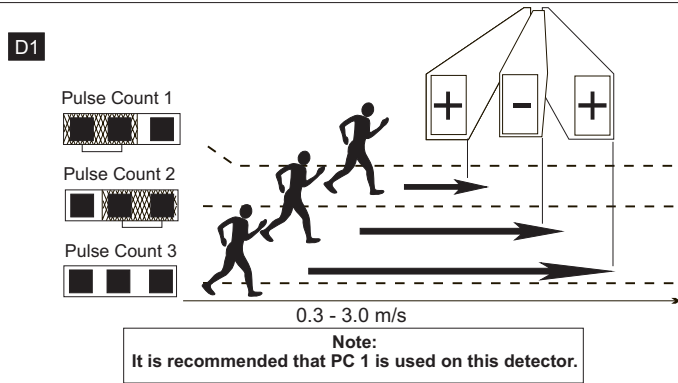 D1
Pulse Count 1
+ - +
Pulse Count 2
Pulse Count 3
0.3 - 3.0 m/s
Note:
It is recommended that PC 1 is used on this detector.